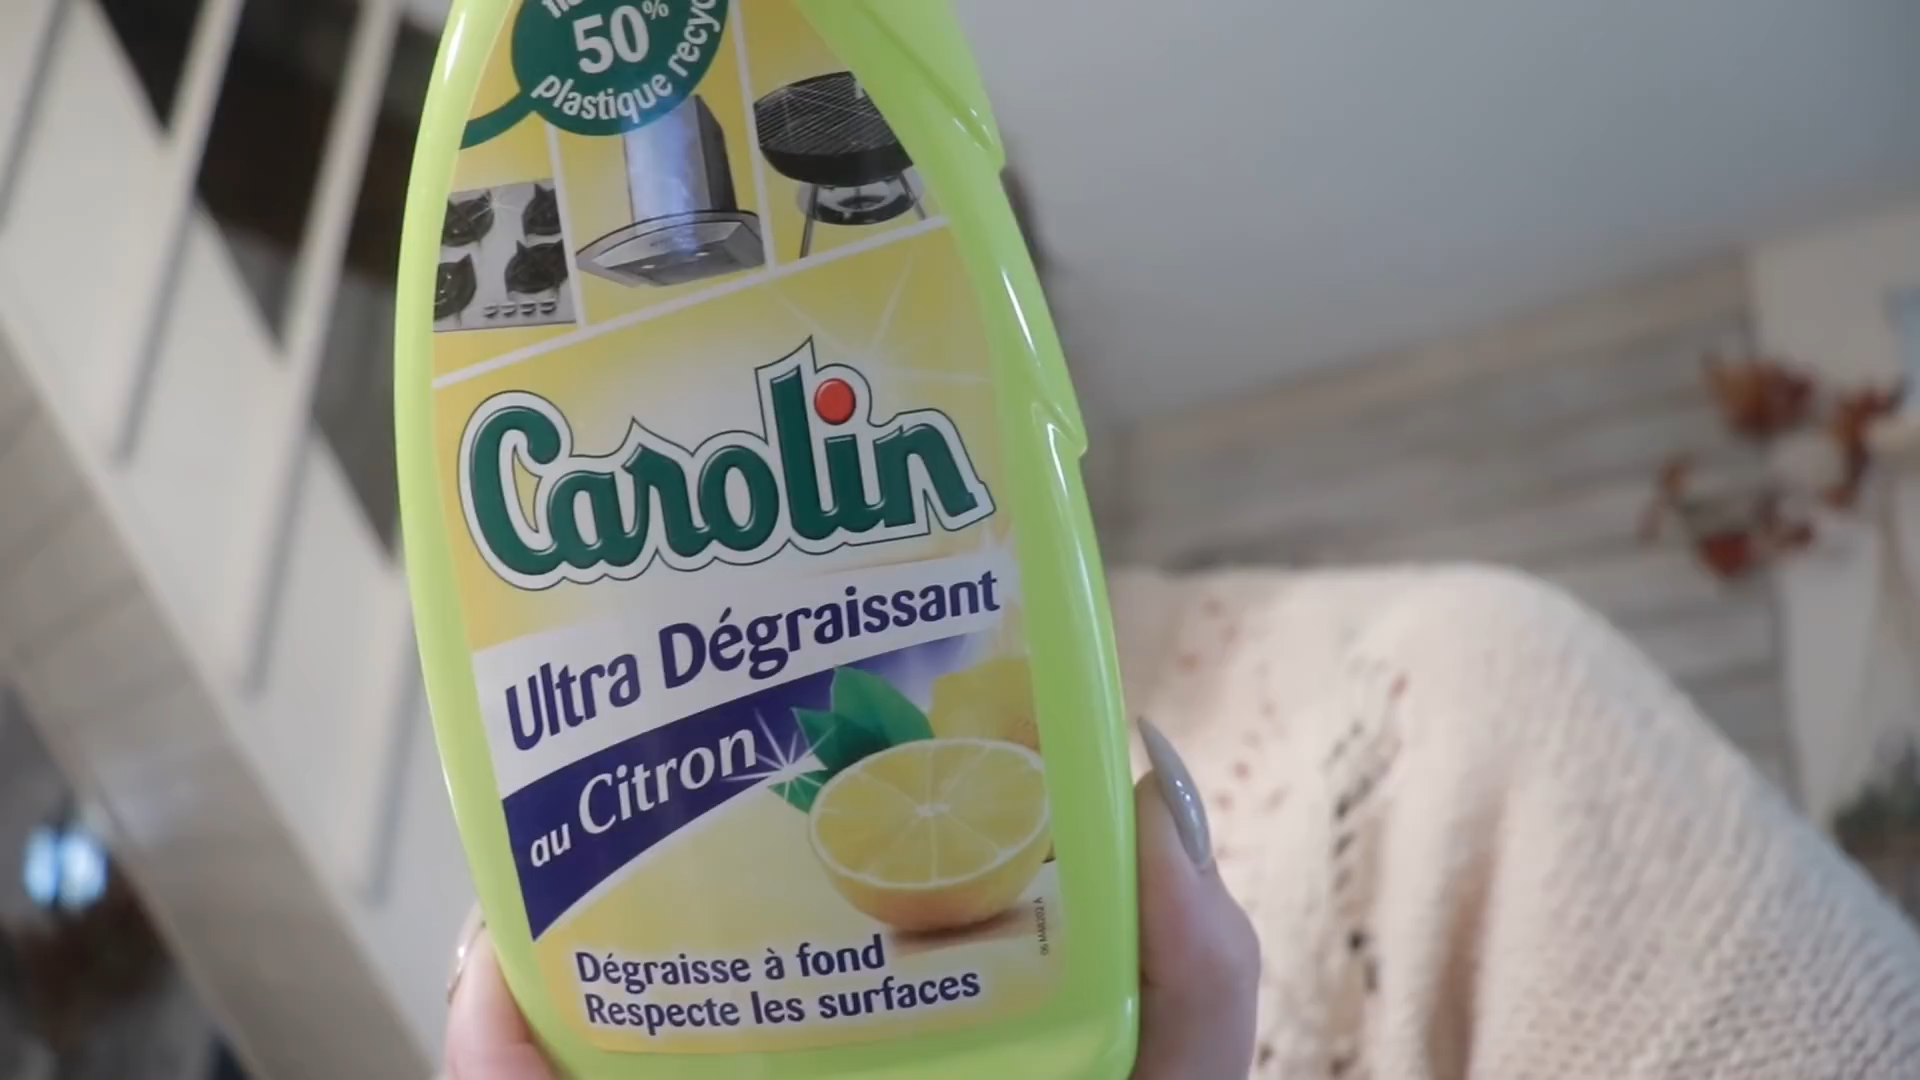 50%
plastique
Carolin
Ultra Dégraissant
au Citron
Dégraisse à fond
Respecte les surfaces